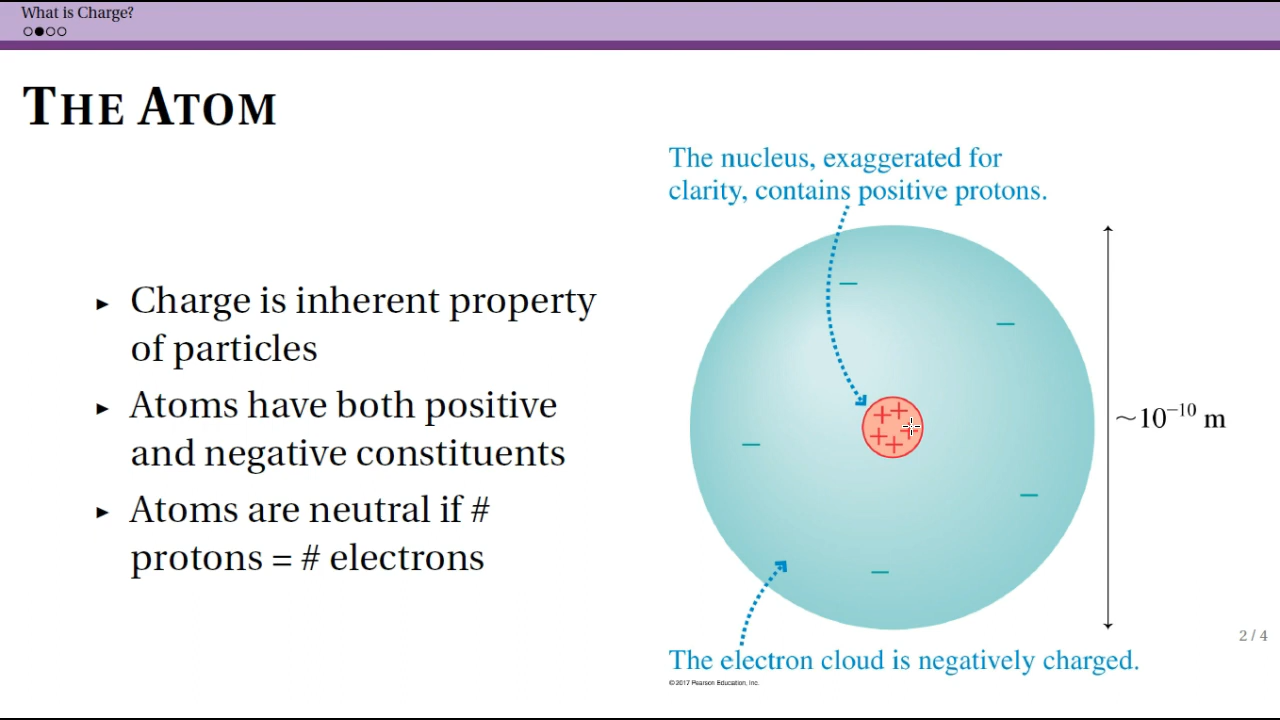 What is Charge?
THE ATOM
► Charge is inherent property
of particles
► Atoms have both positive
and negative constituents
► Atoms are neutral if #
protons = # electrons
The nucleus, exaggerated for
clarity, contains positive protons.
− −
+ +
+ +
+
− −
−
~10⁻¹⁰ m
The electron cloud is negatively charged.
©2017 Pearson Education, Inc.
2 / 4